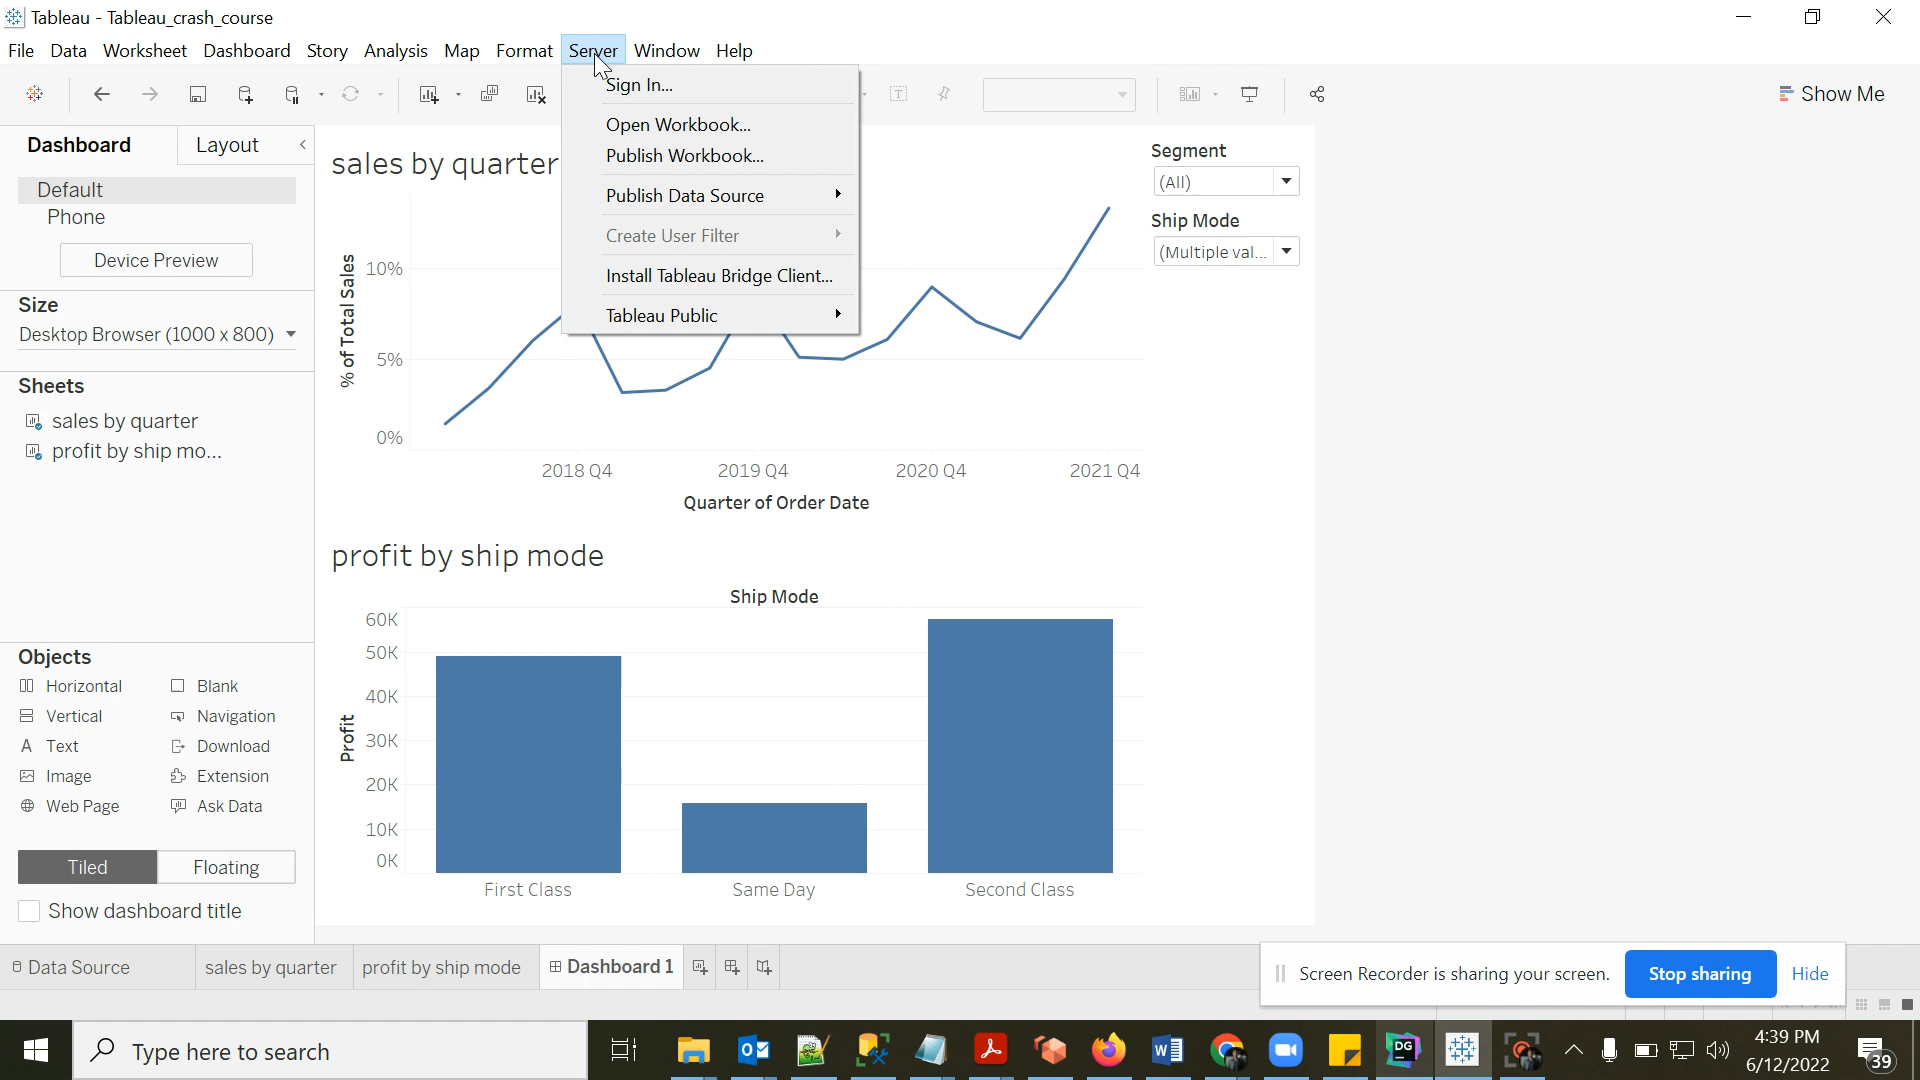 Tableau - Tableau_crash_course
File Data Worksheet Dashboard Story Analysis Map Format Server Window Help
Sign In...
Open Workbook...
Publish Workbook...
Publish Data Source
Create User Filter
Install Tableau Bridge Client...
Tableau Public
Show Me
Dashboard Layout
Default
Phone
Device Preview
Size
Desktop Browser (1000 x 800)
Sheets
sales by quarter
profit by ship mo...
Objects
Horizontal Blank
Vertical Navigation
A Text Download
Image Extension
Web Page Ask Data
Tiled Floating
Show dashboard title
sales by quarter
% of Total Sales
10%
5%
0%
2018 Q4 2019 Q4 2020 Q4 2021 Q4
Quarter of Order Date
Segment
(All)
Ship Mode
(Multiple val...
profit by ship mode
Ship Mode
Profit
60K
50K
40K
30K
20K
10K
0K
First Class Same Day Second Class
Data Source sales by quarter profit by ship mode Dashboard 1
Screen Recorder is sharing your screen. Stop sharing Hide
Type here to search
DG
4:39 PM
6/12/2022
39